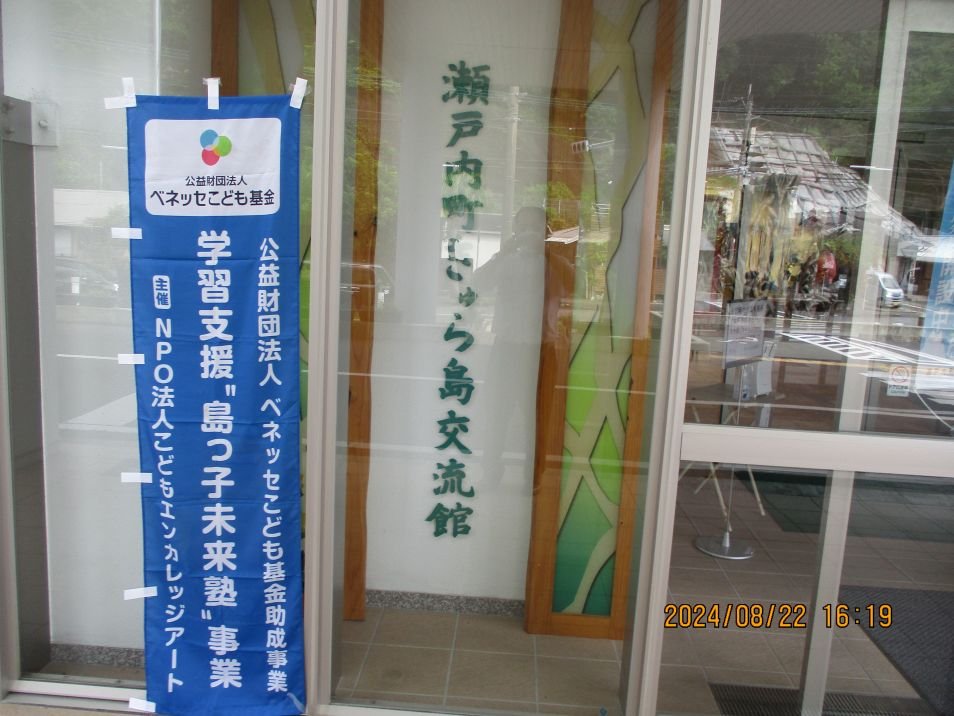 公益財団法人
ベネッセこども基金
公益財団法人 ベネッセこども基金助成事業
学習支援〝島っ子未来塾〟事業
主催 NPO法人こどもエンカレッジアート
瀬戸内町きゅら島交流館
2024/08/22 16:19